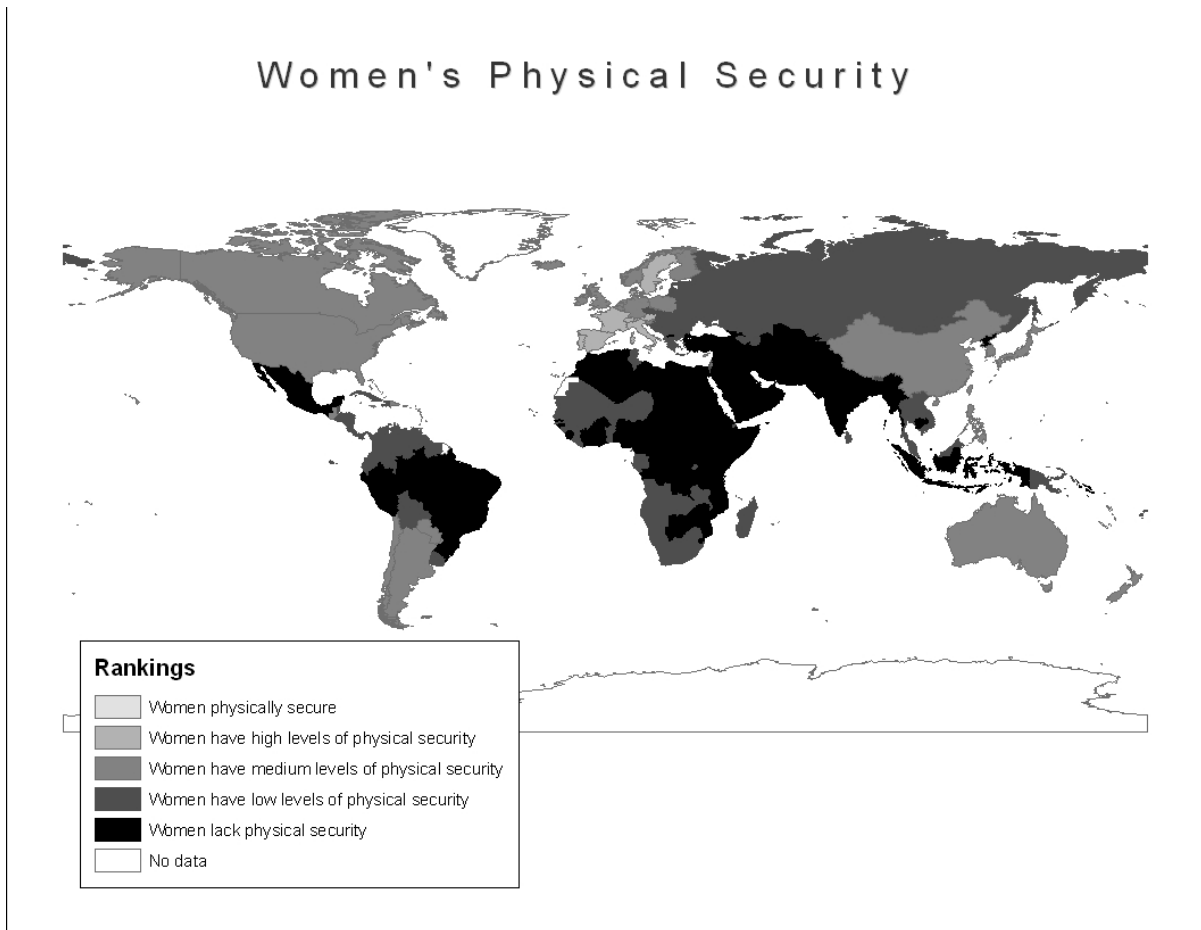 Women's Physical Security
Rankings
Women physically secure
Women have high levels of physical security
Women have medium levels of physical security
Women have low levels of physical security
Women lack physical security
No data